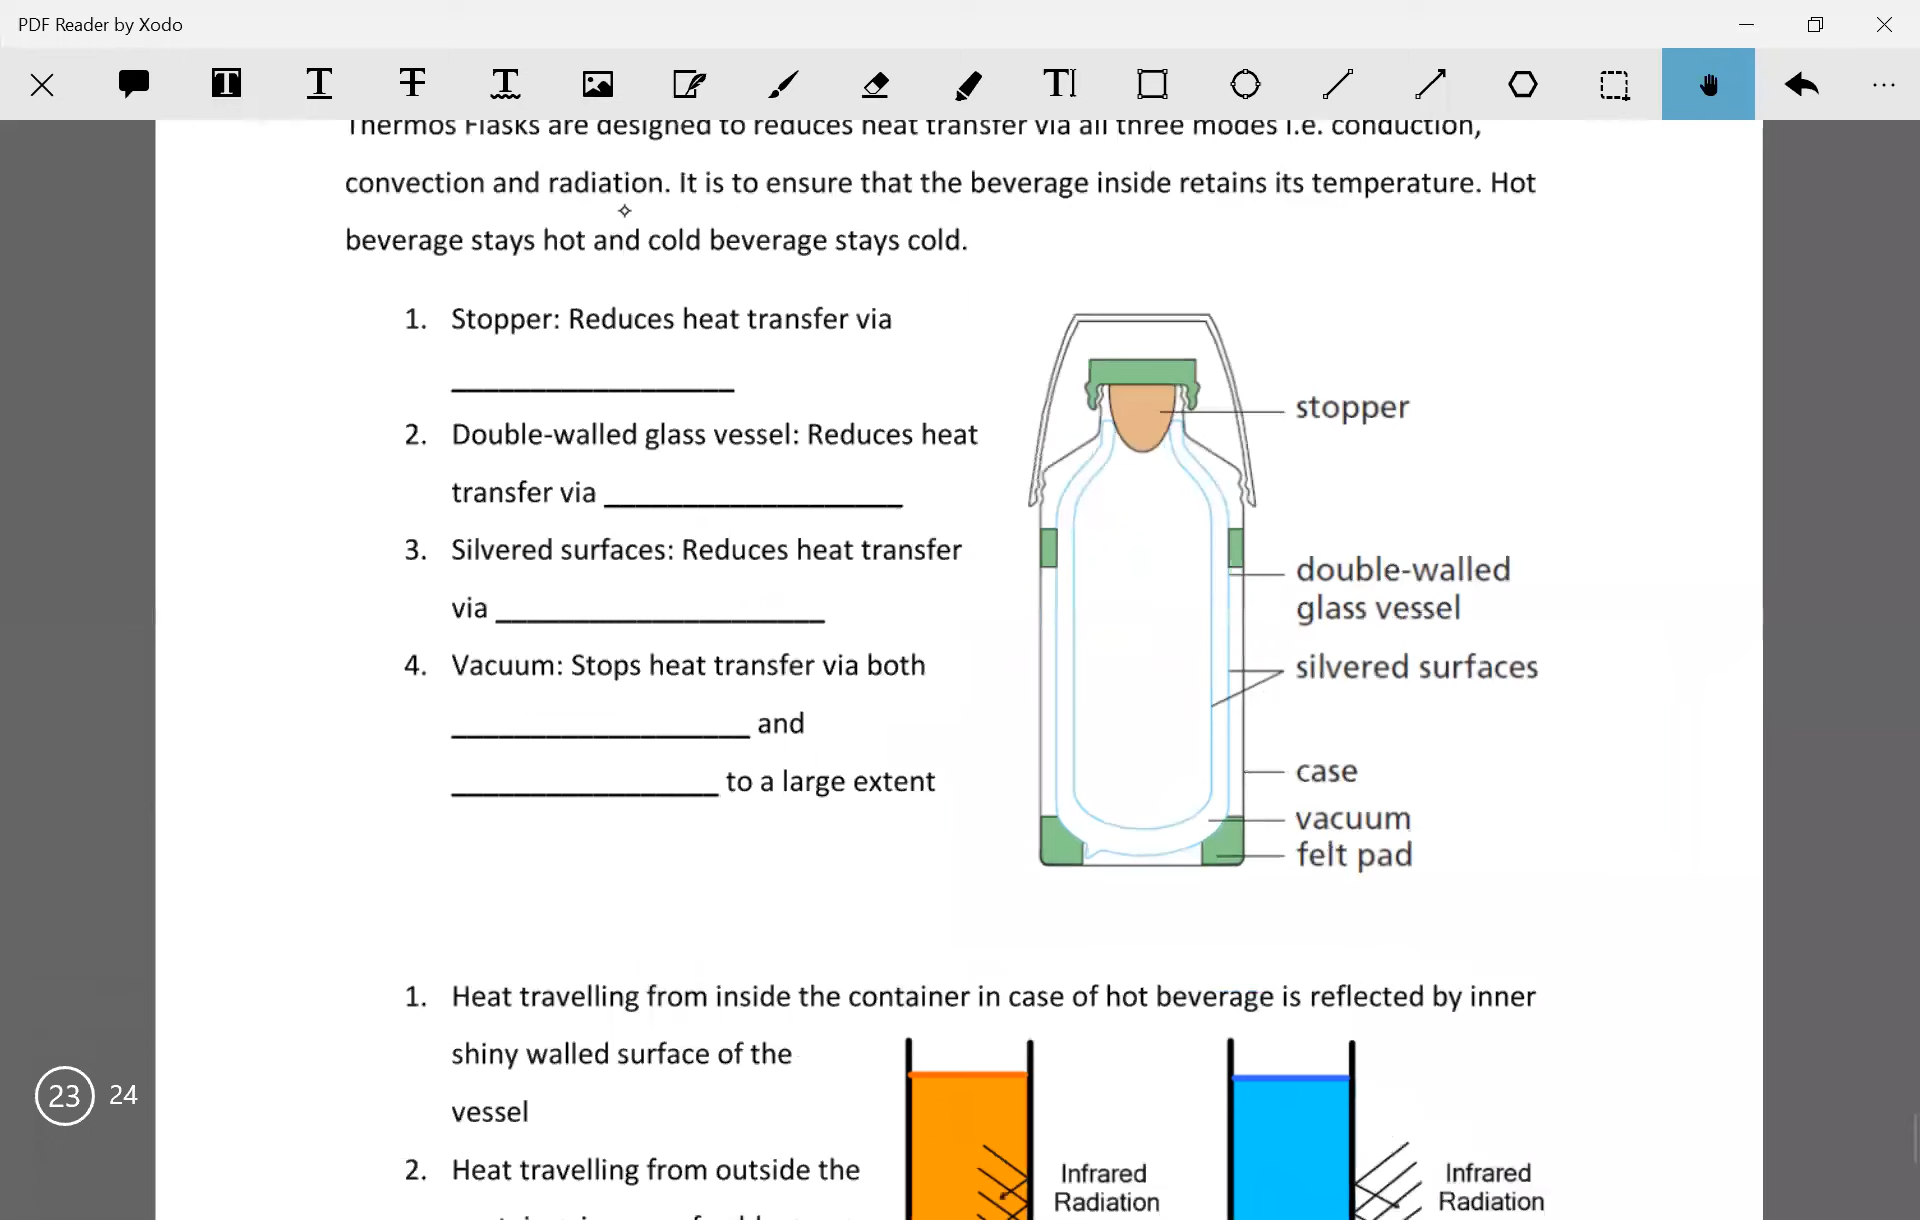 PDF Reader by Xodo
Thermos Flasks are designed to reduces heat transfer via all three modes i.e. conduction,
convection and radiation. It is to ensure that the beverage inside retains its temperature. Hot
beverage stays hot and cold beverage stays cold.
1. Stopper: Reduces heat transfer via
____________________
2. Double-walled glass vessel: Reduces heat
transfer via ____________________
3. Silvered surfaces: Reduces heat transfer
via ______________________
4. Vacuum: Stops heat transfer via both
____________________ and
__________________ to a large extent
stopper
double-walled
glass vessel
silvered surfaces
case
vacuum
felt pad
1. Heat travelling from inside the container in case of hot beverage is reflected by inner
shiny walled surface of the
vessel
2. Heat travelling from outside the
Infrared
Radiation
Infrared
Radiation
23 24